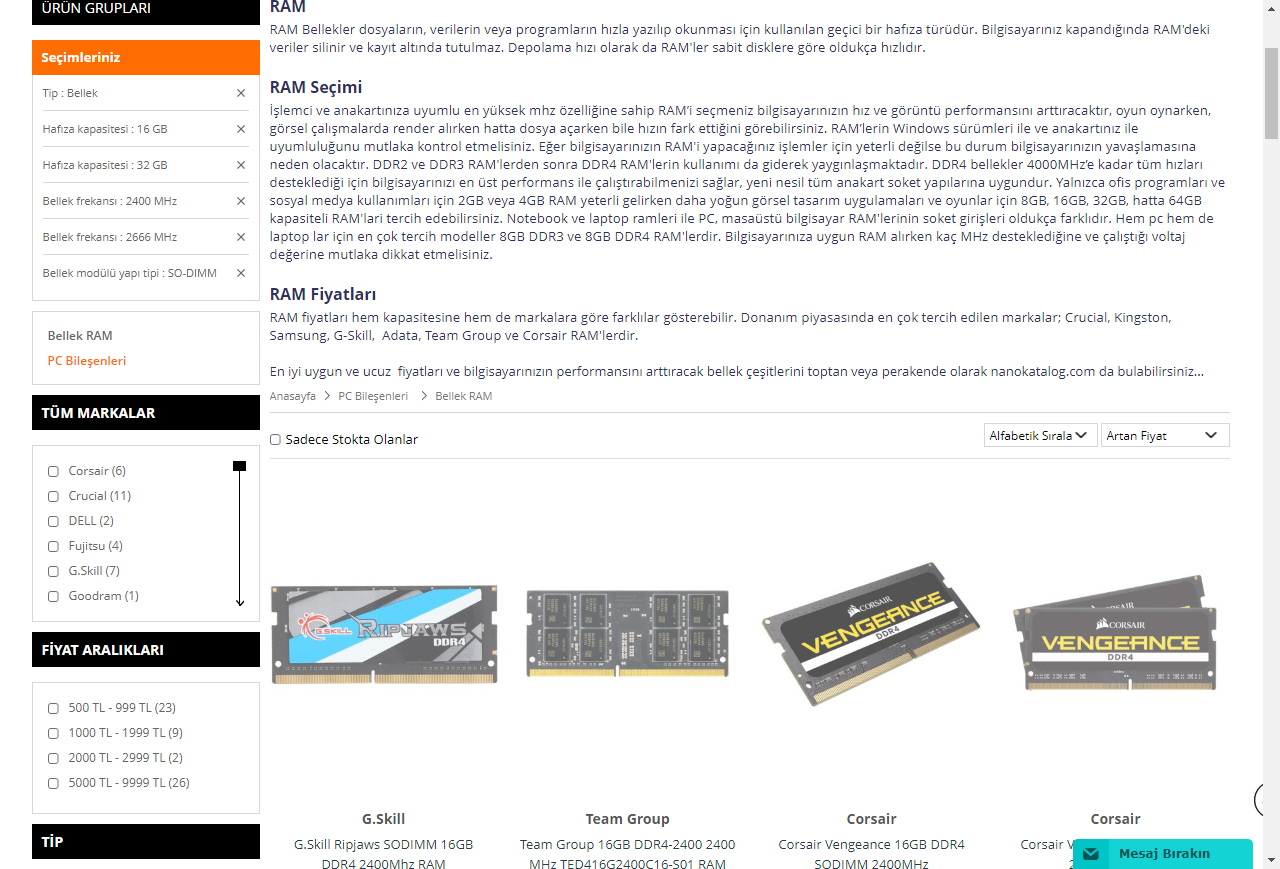 ÜRÜN GRUPLARI
Seçimleriniz
Tip : Bellek
Hafıza kapasitesi : 16 GB
Hafıza kapasitesi : 32 GB
Bellek frekansı : 2400 MHz
Bellek frekansı : 2666 MHz
Bellek modülü yapı tipi : SO-DIMM
Bellek RAM
PC Bileşenleri
TÜM MARKALAR
Corsair (6)
Crucial (11)
DELL (2)
Fujitsu (4)
G.Skill (7)
Goodram (1)
FİYAT ARALIKLARI
500 TL - 999 TL (23)
1000 TL - 1999 TL (9)
2000 TL - 2999 TL (2)
5000 TL - 9999 TL (26)
TİP
RAM
RAM Bellekler dosyaların, verilerin veya programların hızla yazılıp okunması için kullanılan geçici bir hafıza türüdür. Bilgisayarınız kapandığında RAM'deki
veriler silinir ve kayıt altında tutulmaz. Depolama hızı olarak da RAM'ler sabit disklere göre oldukça hızlıdır.
RAM Seçimi
İşlemci ve anakartınıza uyumlu en yüksek mhz özelliğine sahip RAM’i seçmeniz bilgisayarınızın hız ve görüntü performansını arttıracaktır, oyun oynarken,
görsel çalışmalarda render alırken hatta dosya açarken bile hızın fark ettiğini görebilirsiniz. RAM’lerin Windows sürümleri ile ve anakartınız ile
uyumluluğunu mutlaka kontrol etmelisiniz. Eğer bilgisayarınızın RAM'i yapacağınız işlemler için yeterli değilse bu durum bilgisayarınızın yavaşlamasına
neden olacaktır. DDR2 ve DDR3 RAM'lerden sonra DDR4 RAM'lerin kullanımı da giderek yaygınlaşmaktadır. DDR4 bellekler 4000MHz’e kadar tüm hızları
desteklediği için bilgisayarınızı en üst performans ile çalıştırabilmenizi sağlar, yeni nesil tüm anakart soket yapılarına uygundur. Yalnızca ofis programları ve
sosyal medya kullanımları için 2GB veya 4GB RAM yeterli gelirken daha yoğun görsel tasarım uygulamaları ve oyunlar için 8GB, 16GB, 32GB, hatta 64GB
kapasiteli RAM'lari tercih edebilirsiniz. Notebook ve laptop ramleri ile PC, masaüstü bilgisayar RAM'lerinin soket girişleri oldukça farklıdır. Hem pc hem de
laptop lar için en çok tercih modeller 8GB DDR3 ve 8GB DDR4 RAM'lerdir. Bilgisayarınıza uygun RAM alırken kaç MHz desteklediğine ve çalıştığı voltaj
değerine mutlaka dikkat etmelisiniz.
RAM Fiyatları
RAM fiyatları hem kapasitesine hem de markalara göre farklılar gösterebilir. Donanım piyasasında en çok tercih edilen markalar; Crucial, Kingston,
Samsung, G-Skill,  Adata, Team Group ve Corsair RAM'lerdir.
En iyi uygun ve ucuz  fiyatları ve bilgisayarınızın performansını arttıracak bellek çeşitlerini toptan veya perakende olarak nanokatalog.com da bulabilirsiniz...
Anasayfa > PC Bileşenleri > Bellek RAM
Sadece Stokta Olanlar
Alfabetik Sırala
Artan Fiyat
G.SKILL RIPJAWS DDR4
CORSAIR VENGEANCE DDR4
CORSAIR VENGEANCE DDR4
G.Skill
G.Skill Ripjaws SODIMM 16GB
DDR4 2400Mhz RAM
Team Group
Team Group 16GB DDR4-2400 2400
MHz TED416G2400C16-S01 RAM
Corsair
Corsair Vengeance 16GB DDR4
SODIMM 2400MHz
Corsair
Corsair
Mesaj Bırakın